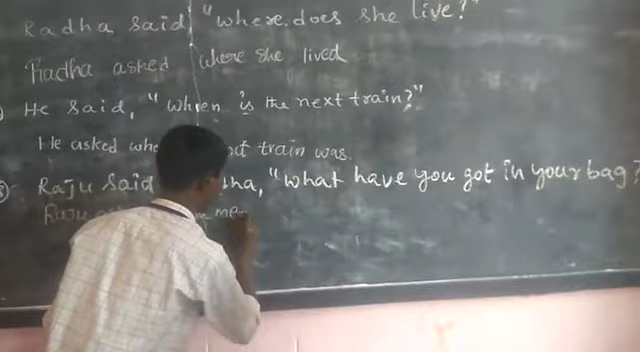 Radha said, "where does she live?"
Radha asked where she lived
He said, "When is the next train?"
He asked train was.
Raju said "What have you got in your bag?
Raju